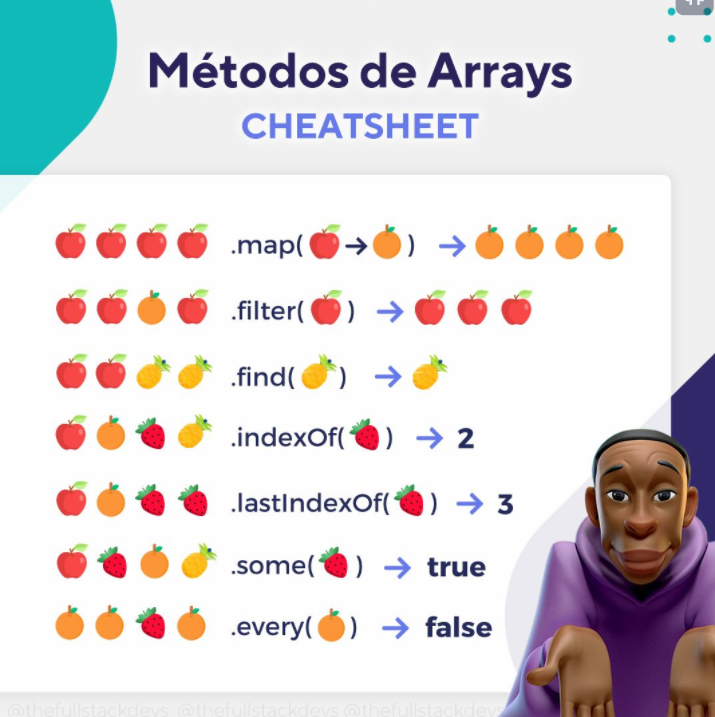 Métodos de Arrays
CHEATSHEET
.map( → ) →
.filter( ) →
.find( ) →
.indexOf( ) → 2
.lastIndexOf( ) → 3
.some( ) → true
.every( ) → false
@thefullstackdevs @thefullstackdevs @thefullstackdevs